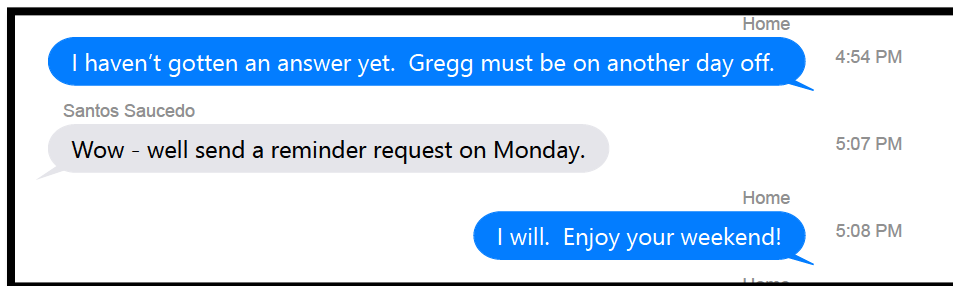 Home
I haven't gotten an answer yet.  Gregg must be on another day off.
4:54 PM
Santos Saucedo
Wow - well send a reminder request on Monday.
5:07 PM
Home
I will.  Enjoy your weekend!
5:08 PM